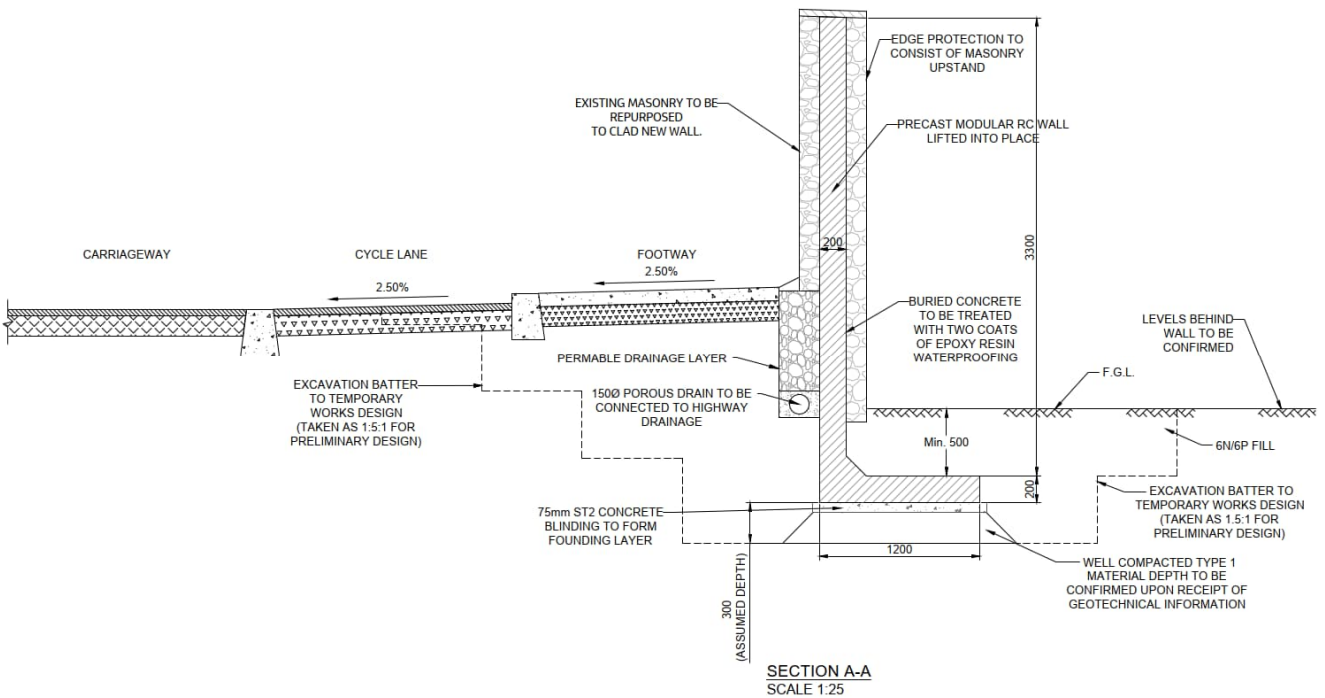 EDGE PROTECTION TO
CONSIST OF MASONRY
UPSTAND
EXISTING MASONRY TO BE
REPURPOSED
TO CLAD NEW WALL.
PRECAST MODULAR RC WALL
LIFTED INTO PLACE
3300
200
CARRIAGEWAY
CYCLE LANE
FOOTWAY
2.50%
2.50%
BURIED CONCRETE
TO BE TREATED
WITH TWO COATS
OF EPOXY RESIN
WATERPROOFING
LEVELS BEHIND
WALL TO BE
CONFIRMED
PERMABLE DRAINAGE LAYER
F.G.L.
EXCAVATION BATTER
TO TEMPORARY
WORKS DESIGN
(TAKEN AS 1:5:1 FOR
PRELIMINARY DESIGN)
150Ø POROUS DRAIN TO BE
CONNECTED TO HIGHWAY
DRAINAGE
Min. 500
6N/6P FILL
200
EXCAVATION BATTER TO
TEMPORARY WORKS DESIGN
(TAKEN AS 1.5:1 FOR
PRELIMINARY DESIGN)
75mm ST2 CONCRETE
BLINDING TO FORM
FOUNDING LAYER
1200
WELL COMPACTED TYPE 1
MATERIAL DEPTH TO BE
CONFIRMED UPON RECEIPT OF
GEOTECHNICAL INFORMATION
300
(ASSUMED DEPTH)
SECTION A-A
SCALE 1:25